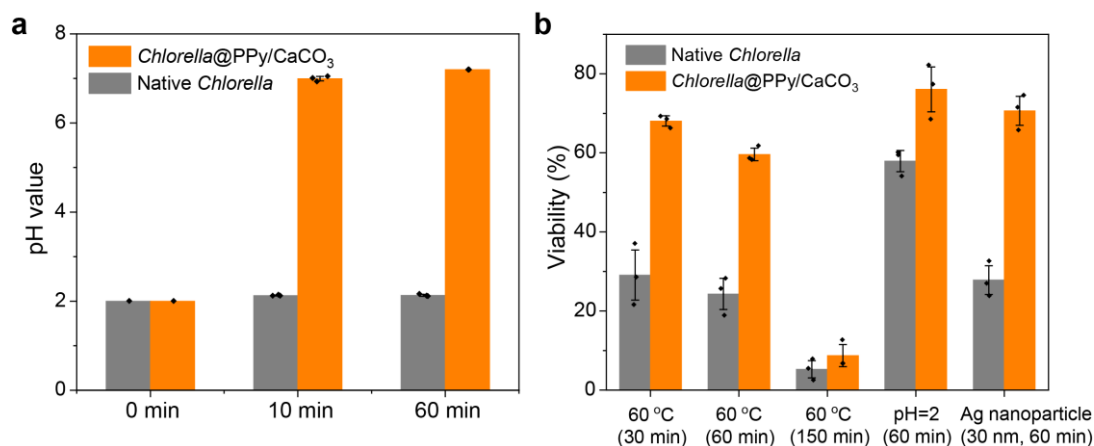 a
8
6
4
2
0
pH value
Chlorella@PPy/CaCO₃
Native Chlorella
0 min
10 min
60 min
b
80
60
40
20
0
Viability (%)
Native Chlorella
Chlorella@PPy/CaCO₃
60 °C
(30 min)
60 °C
(60 min)
60 °C
(150 min)
pH=2
(60 min)
Ag nanoparticle
(30 nm, 60 min)